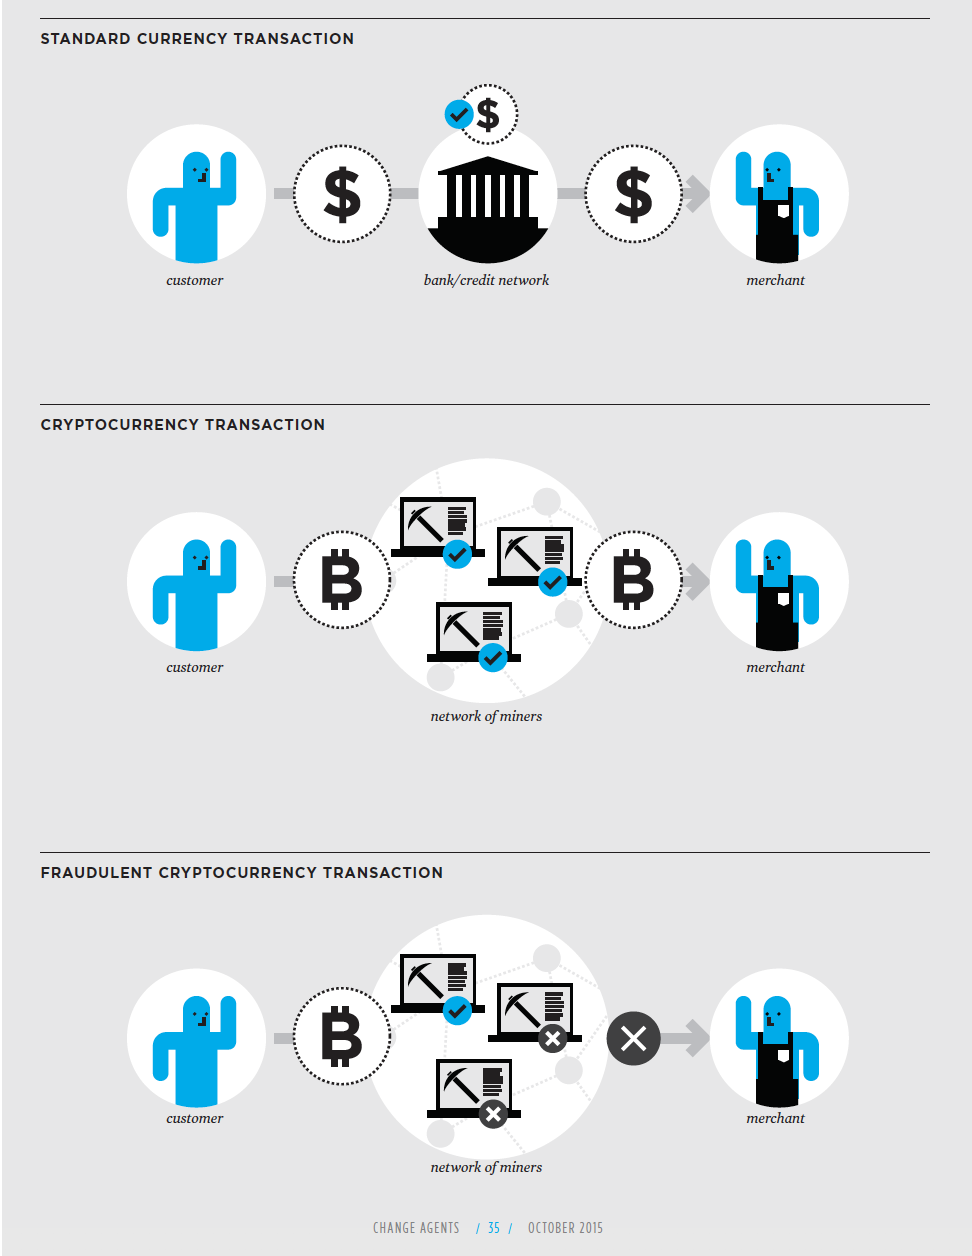 STANDARD CURRENCY TRANSACTION
$
$
$
customer
bank/credit network
merchant
CRYPTOCURRENCY TRANSACTION
customer
merchant
network of miners
FRAUDULENT CRYPTOCURRENCY TRANSACTION
customer
merchant
network of miners
CHANGE AGENTS / 35 / OCTOBER 2015